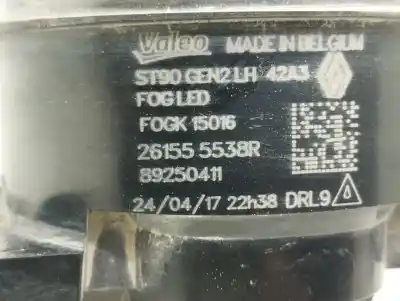 Valeo MADE IN BELGIUM
ST90 GEN2 LH 42A3
FOG LED
FOGK 15016
26155 5538R
89250411
24/04/17 22h38 DRL9